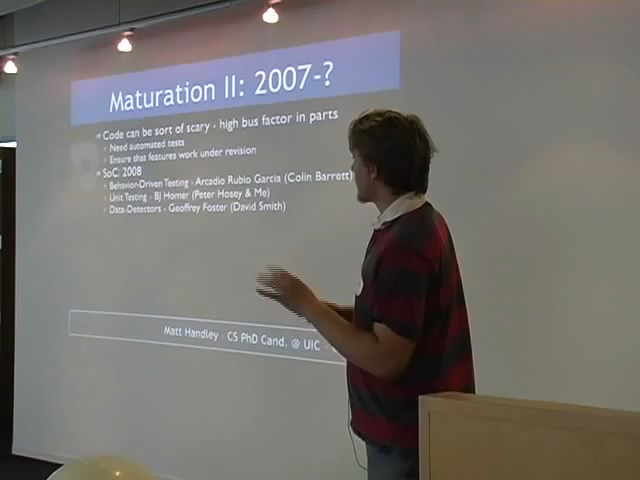 Maturation II: 2007-?
Code can be sort of scary - high bus factor in parts
Need automated tests
Ensure that features work under revision
SoC: 2008
Behavior-Driven Testing - Arcadio Rubio Garcia (Colin Barrett)
Unit Testing - BJ Homer (Peter Hosey & Me)
Data-Detectors - Geoffrey Foster (David Smith)
Matt Handley - CS PhD Cand. @ UIC